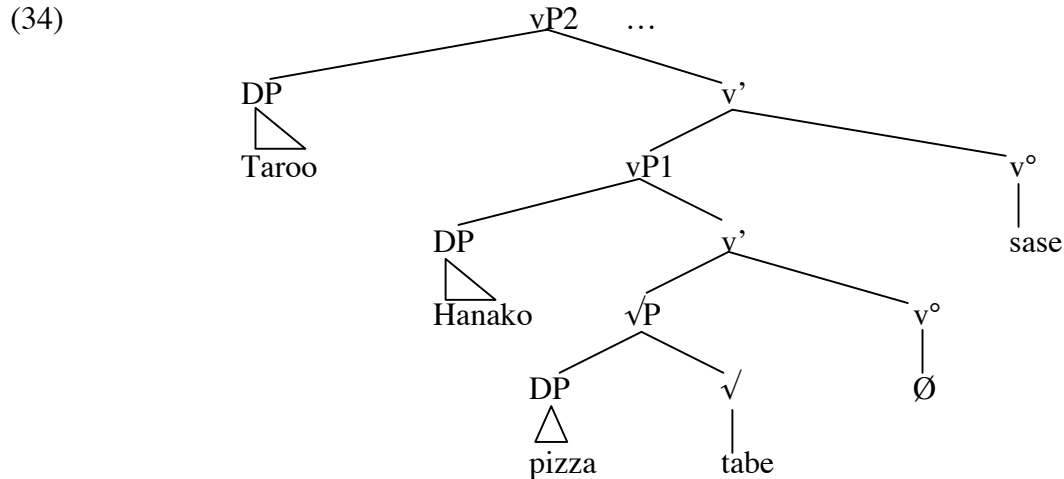 (34) vP2 …
DP v’
Taroo vP1 v°
DP v’ sase
Hanako √P v°
DP √ Ø
pizza tabe